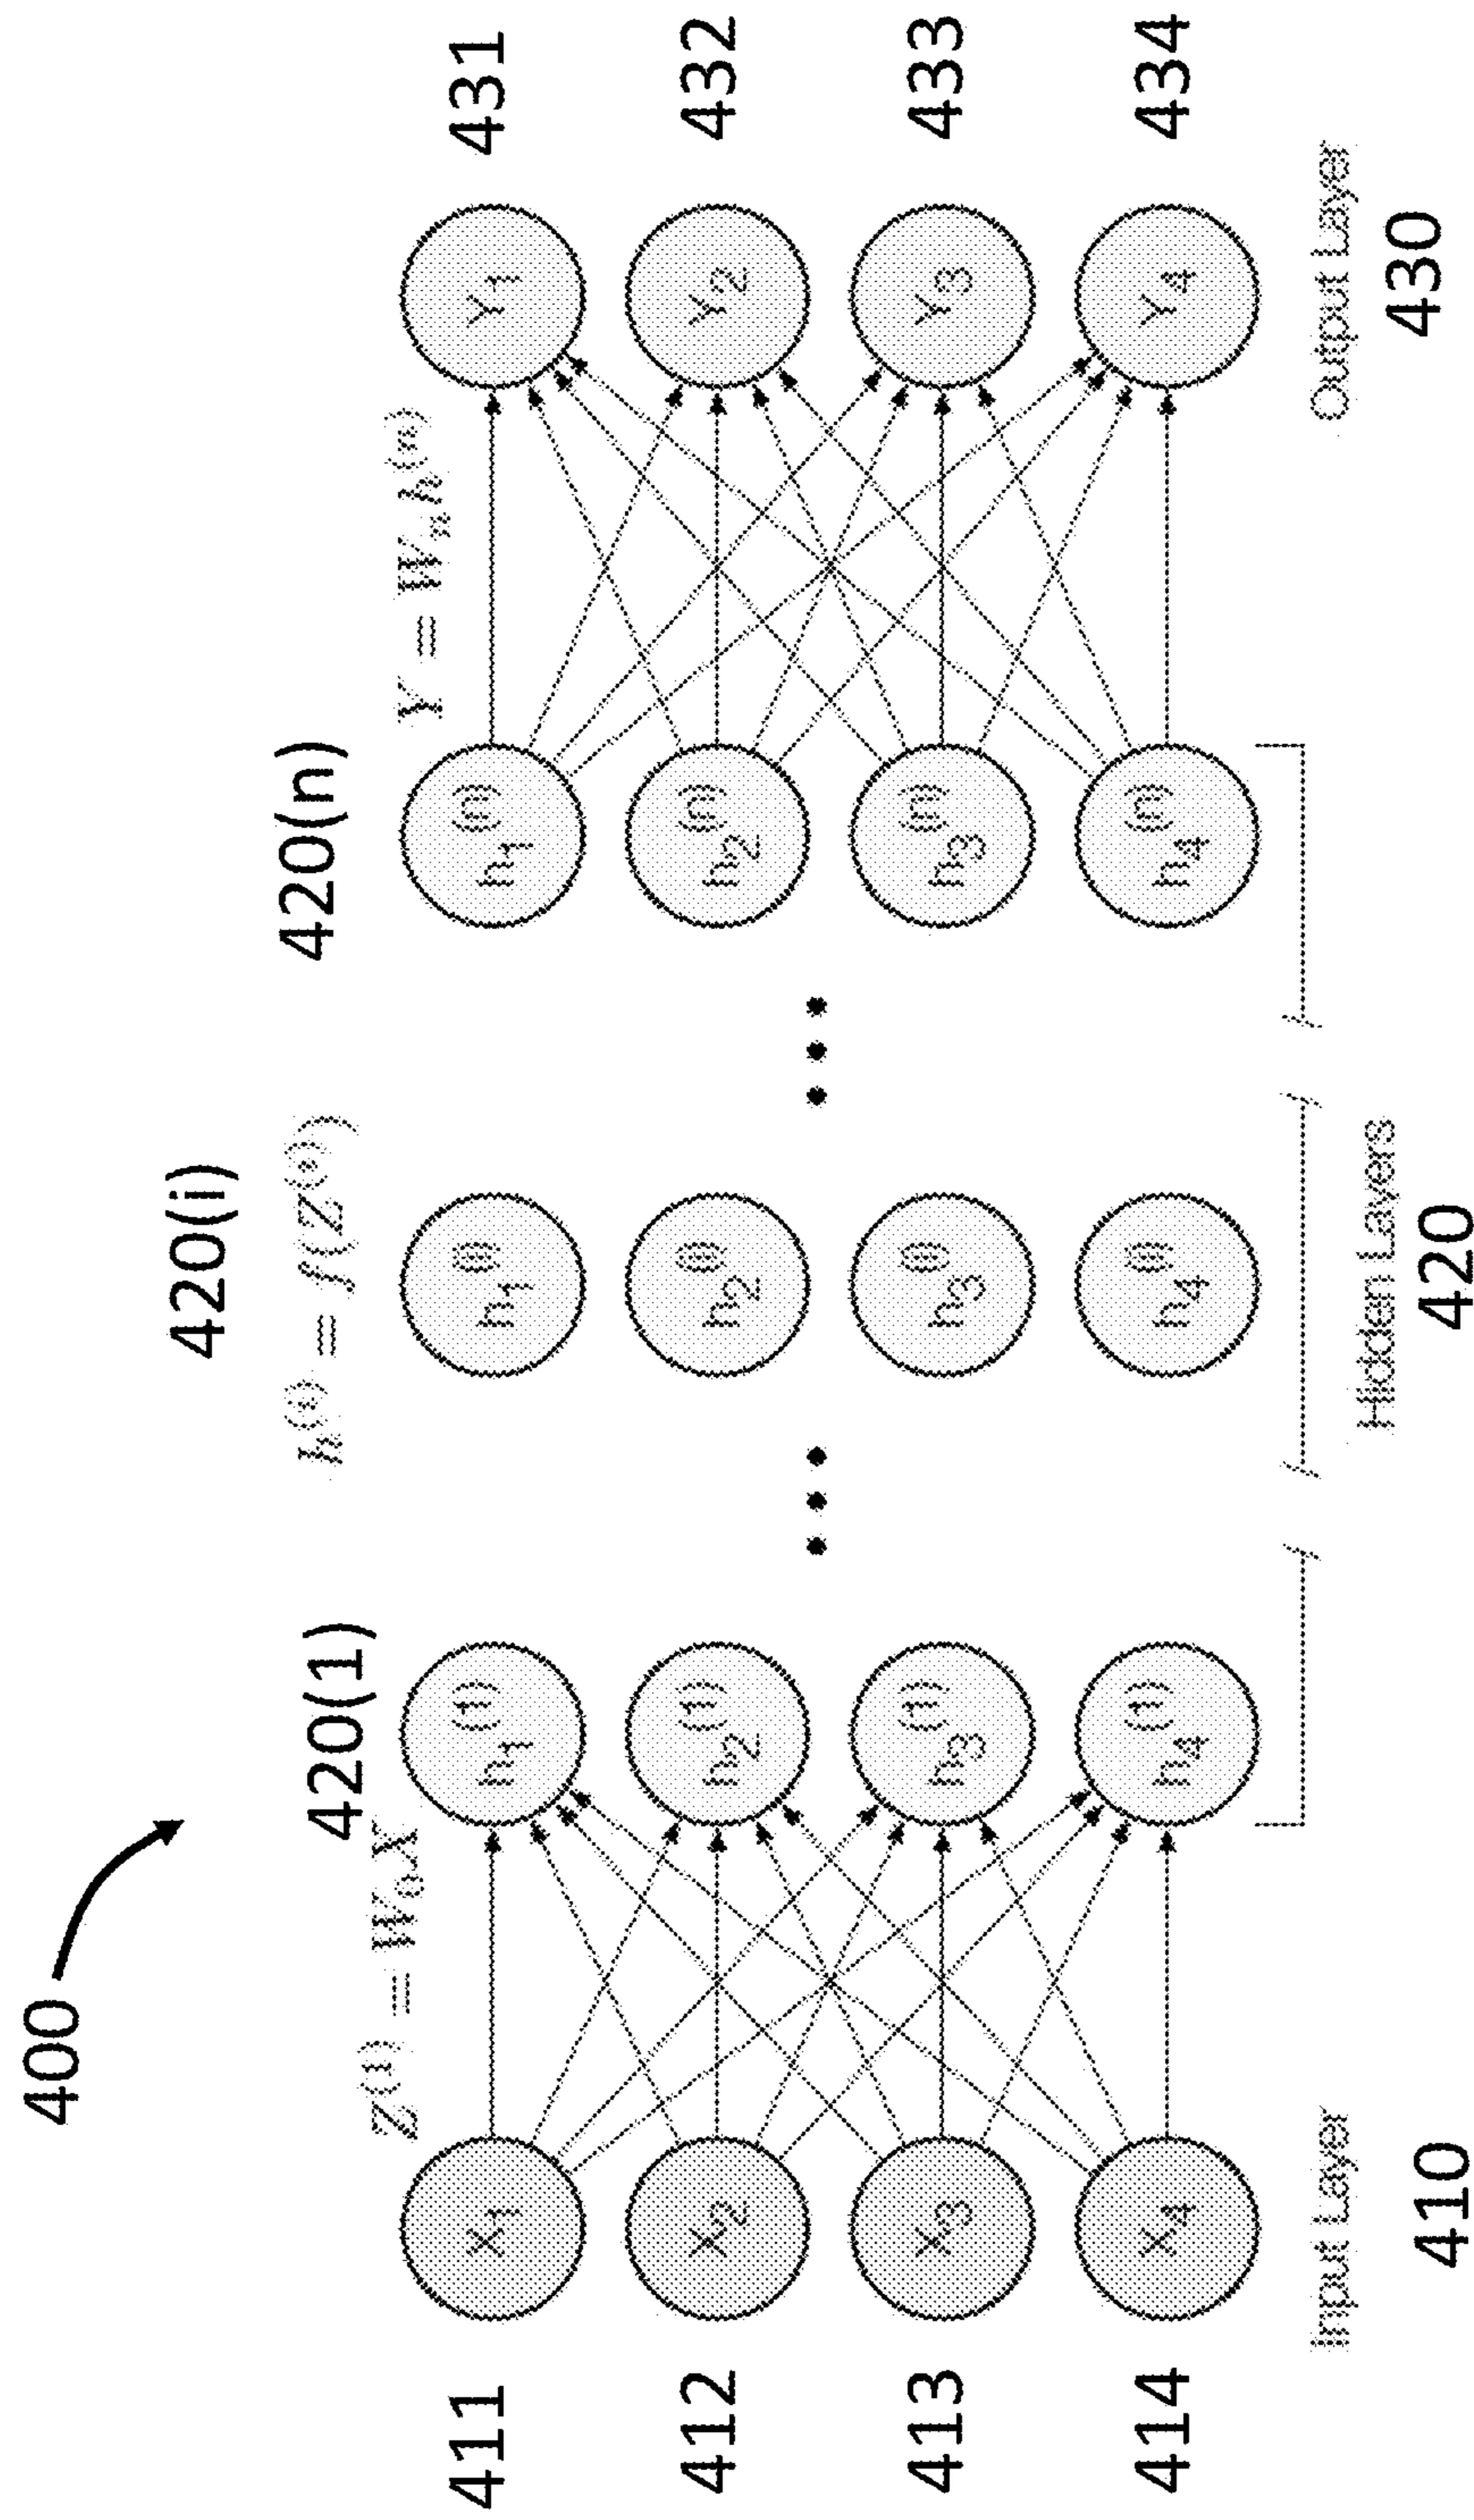 400
420(i)
420(1)
420(n)
Z⁽¹⁾ = W₀X
h⁽ⁱ⁾ = f(Z⁽ⁱ⁾)
Y = Wₙh⁽ⁿ⁾
411
X₁
h₁⁽¹⁾
h₁⁽ⁱ⁾
h₁⁽ⁿ⁾
Y₁
431
412
X₂
h₂⁽¹⁾
h₂⁽ⁱ⁾
h₂⁽ⁿ⁾
Y₂
432
413
X₃
h₃⁽¹⁾
h₃⁽ⁱ⁾
h₃⁽ⁿ⁾
Y₃
433
414
X₄
h₄⁽¹⁾
h₄⁽ⁱ⁾
h₄⁽ⁿ⁾
Y₄
434
Input Layer
410
Hidden Layers
420
Output Layer
430